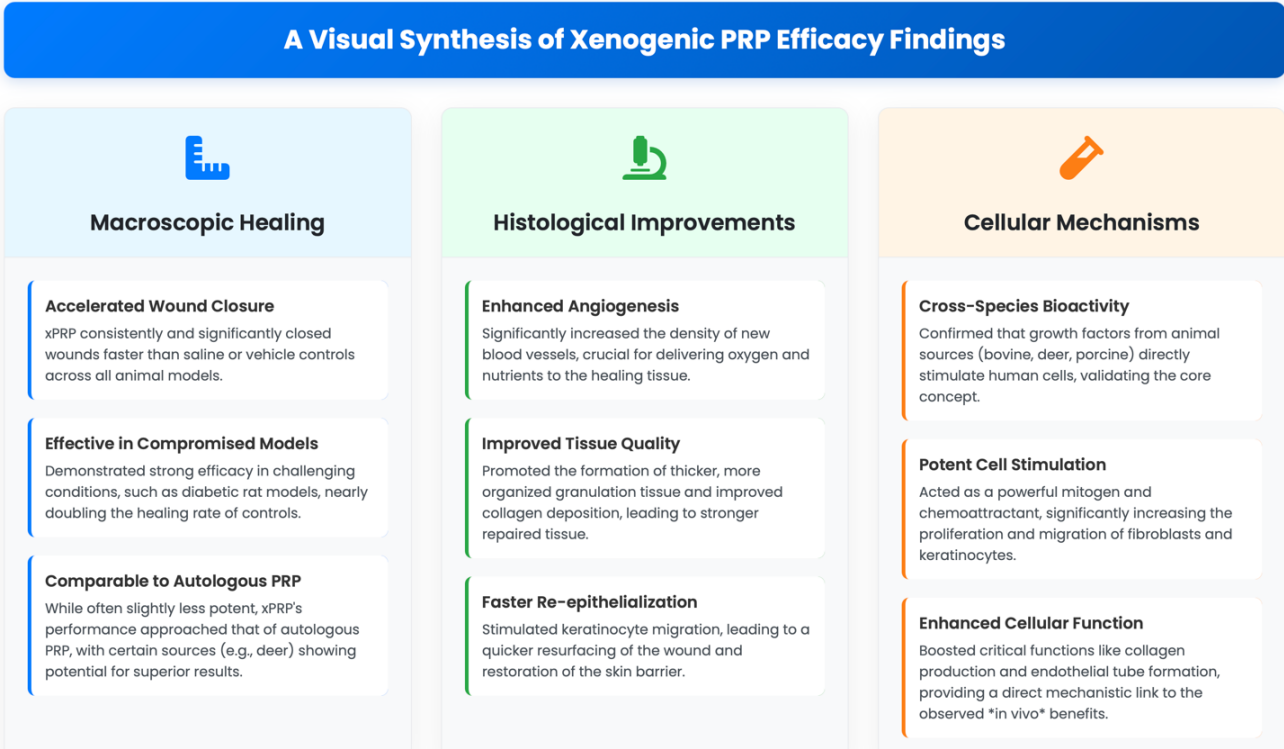 A Visual Synthesis of Xenogenic PRP Efficacy Findings
Macroscopic Healing
Accelerated Wound Closure
xPRP consistently and significantly closed
wounds faster than saline or vehicle controls
across all animal models.
Effective in Compromised Models
Demonstrated strong efficacy in challenging
conditions, such as diabetic rat models, nearly
doubling the healing rate of controls.
Comparable to Autologous PRP
While often slightly less potent, xPRP's
performance approached that of autologous
PRP, with certain sources (e.g., deer) showing
potential for superior results.
Histological Improvements
Enhanced Angiogenesis
Significantly increased the density of new
blood vessels, crucial for delivering oxygen and
nutrients to the healing tissue.
Improved Tissue Quality
Promoted the formation of thicker, more
organized granulation tissue and improved
collagen deposition, leading to stronger
repaired tissue.
Faster Re-epithelialization
Stimulated keratinocyte migration, leading to a
quicker resurfacing of the wound and
restoration of the skin barrier.
Cellular Mechanisms
Cross-Species Bioactivity
Confirmed that growth factors from animal
sources (bovine, deer, porcine) directly
stimulate human cells, validating the core
concept.
Potent Cell Stimulation
Acted as a powerful mitogen and
chemoattractant, significantly increasing the
proliferation and migration of fibroblasts and
keratinocytes.
Enhanced Cellular Function
Boosted critical functions like collagen
production and endothelial tube formation,
providing a direct mechanistic link to the
observed *in vivo* benefits.